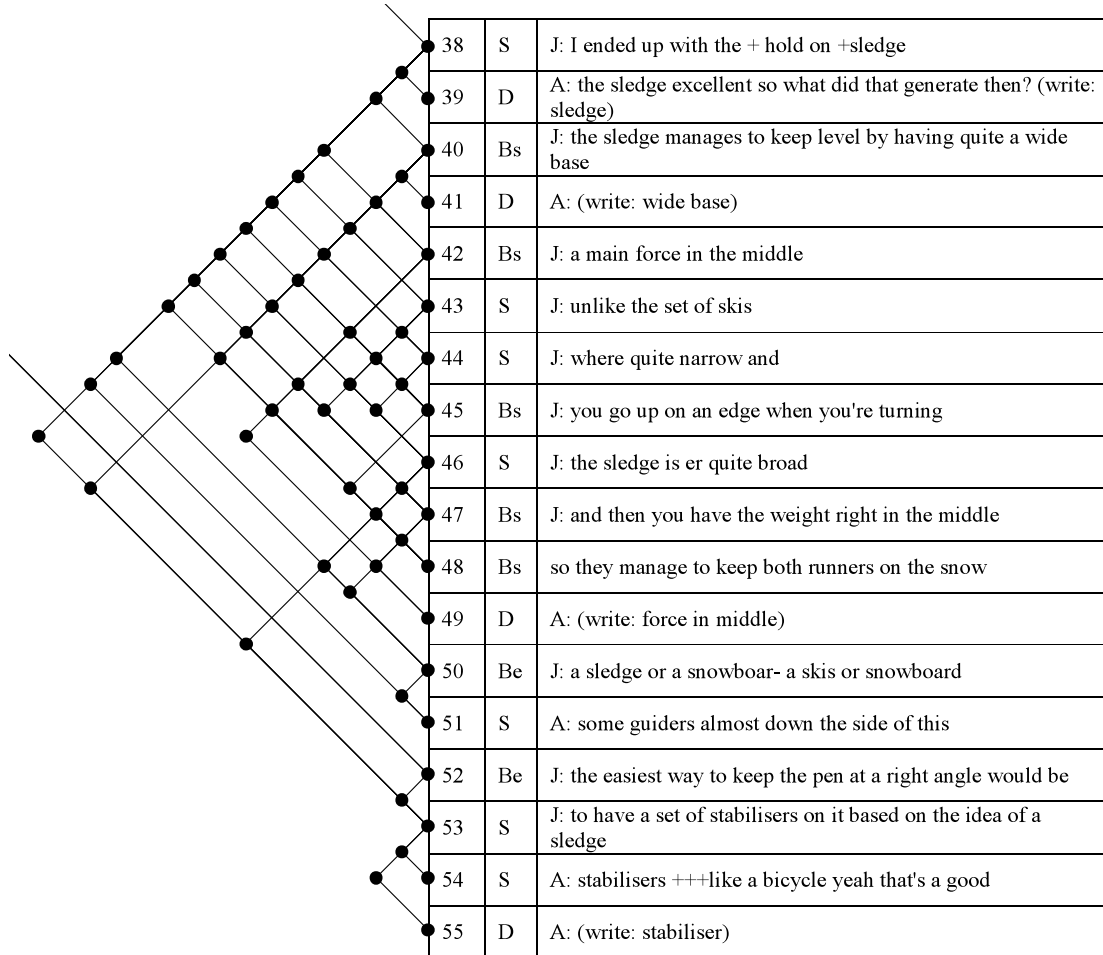 38 S J: I ended up with the + hold on +sledge
39 D A: the sledge excellent so what did that generate then? (write:
sledge)
40 Bs J: the sledge manages to keep level by having quite a wide
base
41 D A: (write: wide base)
42 Bs J: a main force in the middle
43 S J: unlike the set of skis
44 S J: where quite narrow and
45 Bs J: you go up on an edge when you're turning
46 S J: the sledge is er quite broad
47 Bs J: and then you have the weight right in the middle
48 Bs so they manage to keep both runners on the snow
49 D A: (write: force in middle)
50 Be J: a sledge or a snowboar- a skis or snowboard
51 S A: some guiders almost down the side of this
52 Be J: the easiest way to keep the pen at a right angle would be
53 S J: to have a set of stabilisers on it based on the idea of a
sledge
54 S A: stabilisers +++like a bicycle yeah that's a good
55 D A: (write: stabiliser)